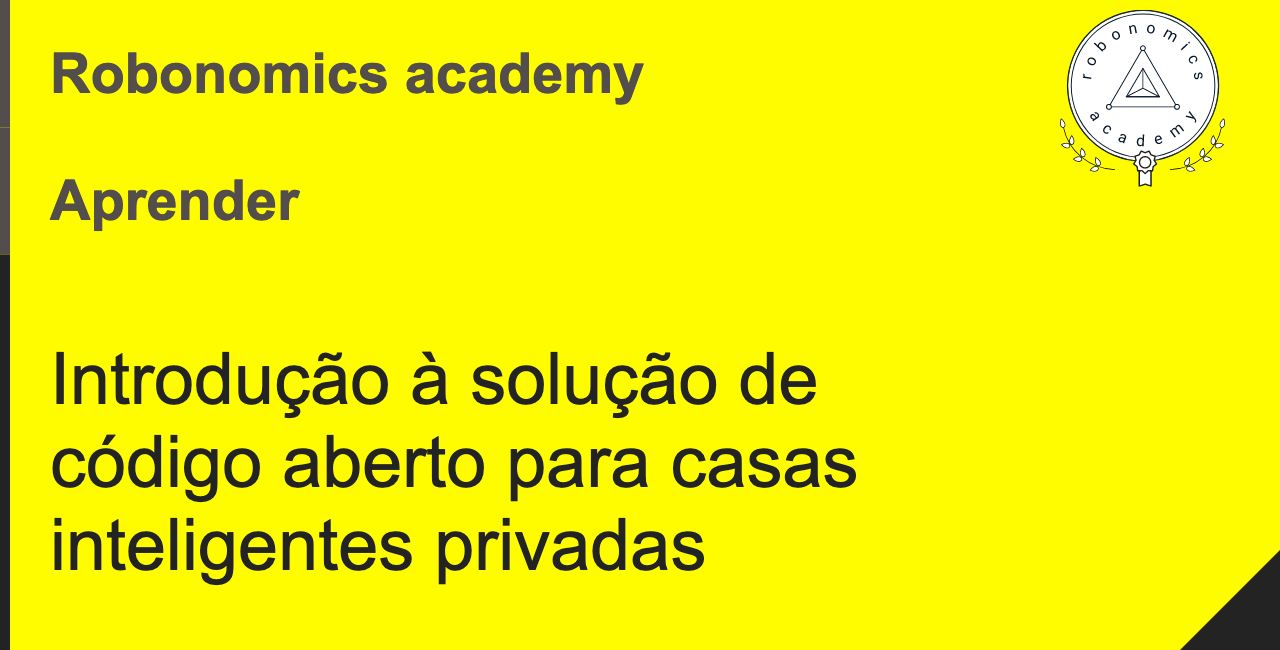 Robonomics academy
robonomics
academy
Aprender
Introdução à solução de
código aberto para casas
inteligentes privadas